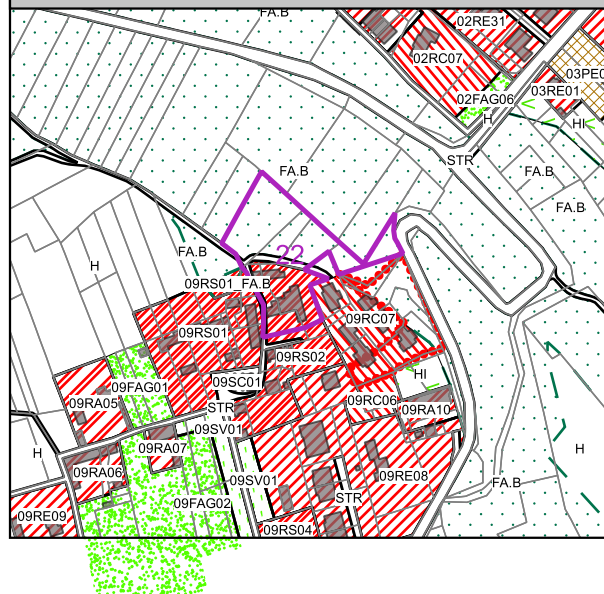 FA.B
02RE31
02RC07
03PE0
03RE01
02FAG06
H
HI
STR
FA.B
FA.B
FA.B
FA.B
22
H
09RS01_FA.B
09RC07
09RS01
09RS02
HI
09SC01
09FAG01
09RA05
STR
09RC06
09RA10
09SV01
09RA07
H
H
09RA06
09RE08
09SV01
FA.B
STR
09FAG02
09RE09
09RS04